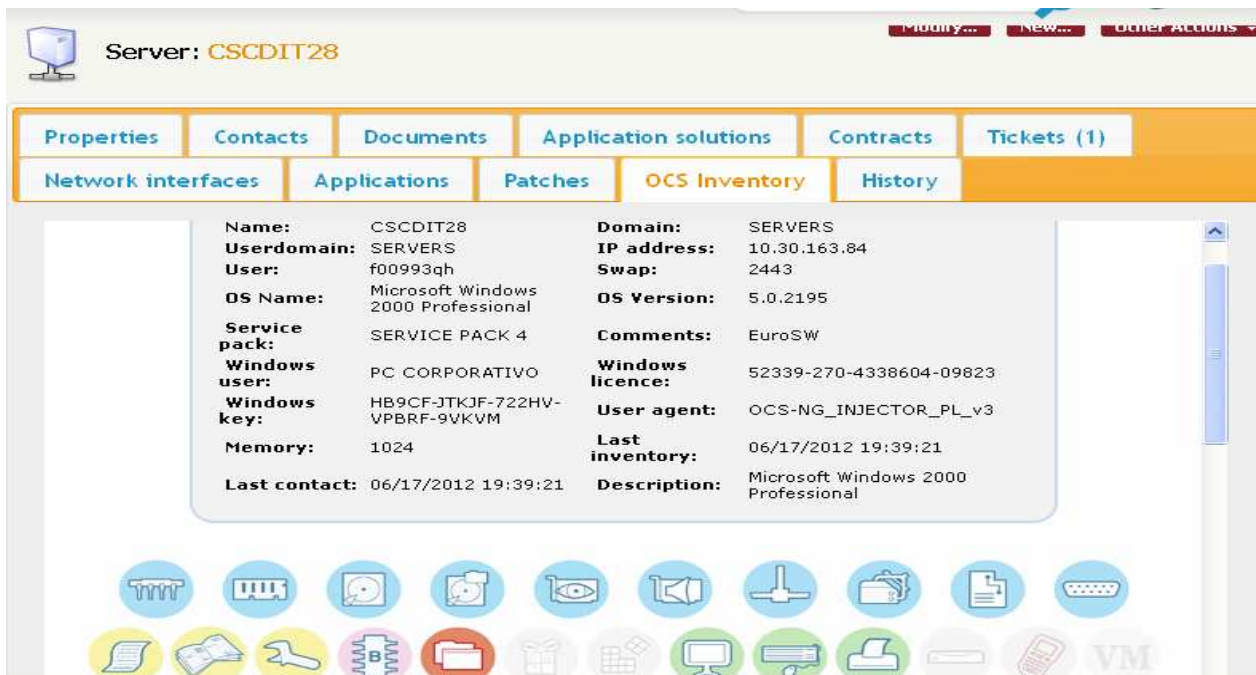 Modify... New... Other Actions
Server: CSCDIT28
Properties Contacts Documents Application solutions Contracts Tickets (1)
Network interfaces Applications Patches OCS Inventory History
Name: CSCDIT28 Domain: SERVERS
Userdomain: SERVERS IP address: 10.30.163.84
User: f00993qh Swap: 2443
OS Name: Microsoft Windows 2000 Professional OS Version: 5.0.2195
Service pack: SERVICE PACK 4 Comments: EuroSW
Windows user: PC CORPORATIVO Windows licence: 52339-270-4338604-09823
Windows key: HB9CF-JTKJF-722HV-VPBRF-9VKVM User agent: OCS-NG_INJECTOR_PL_v3
Memory: 1024 Last inventory: 06/17/2012 19:39:21
Last contact: 06/17/2012 19:39:21 Description: Microsoft Windows 2000 Professional
B
VM